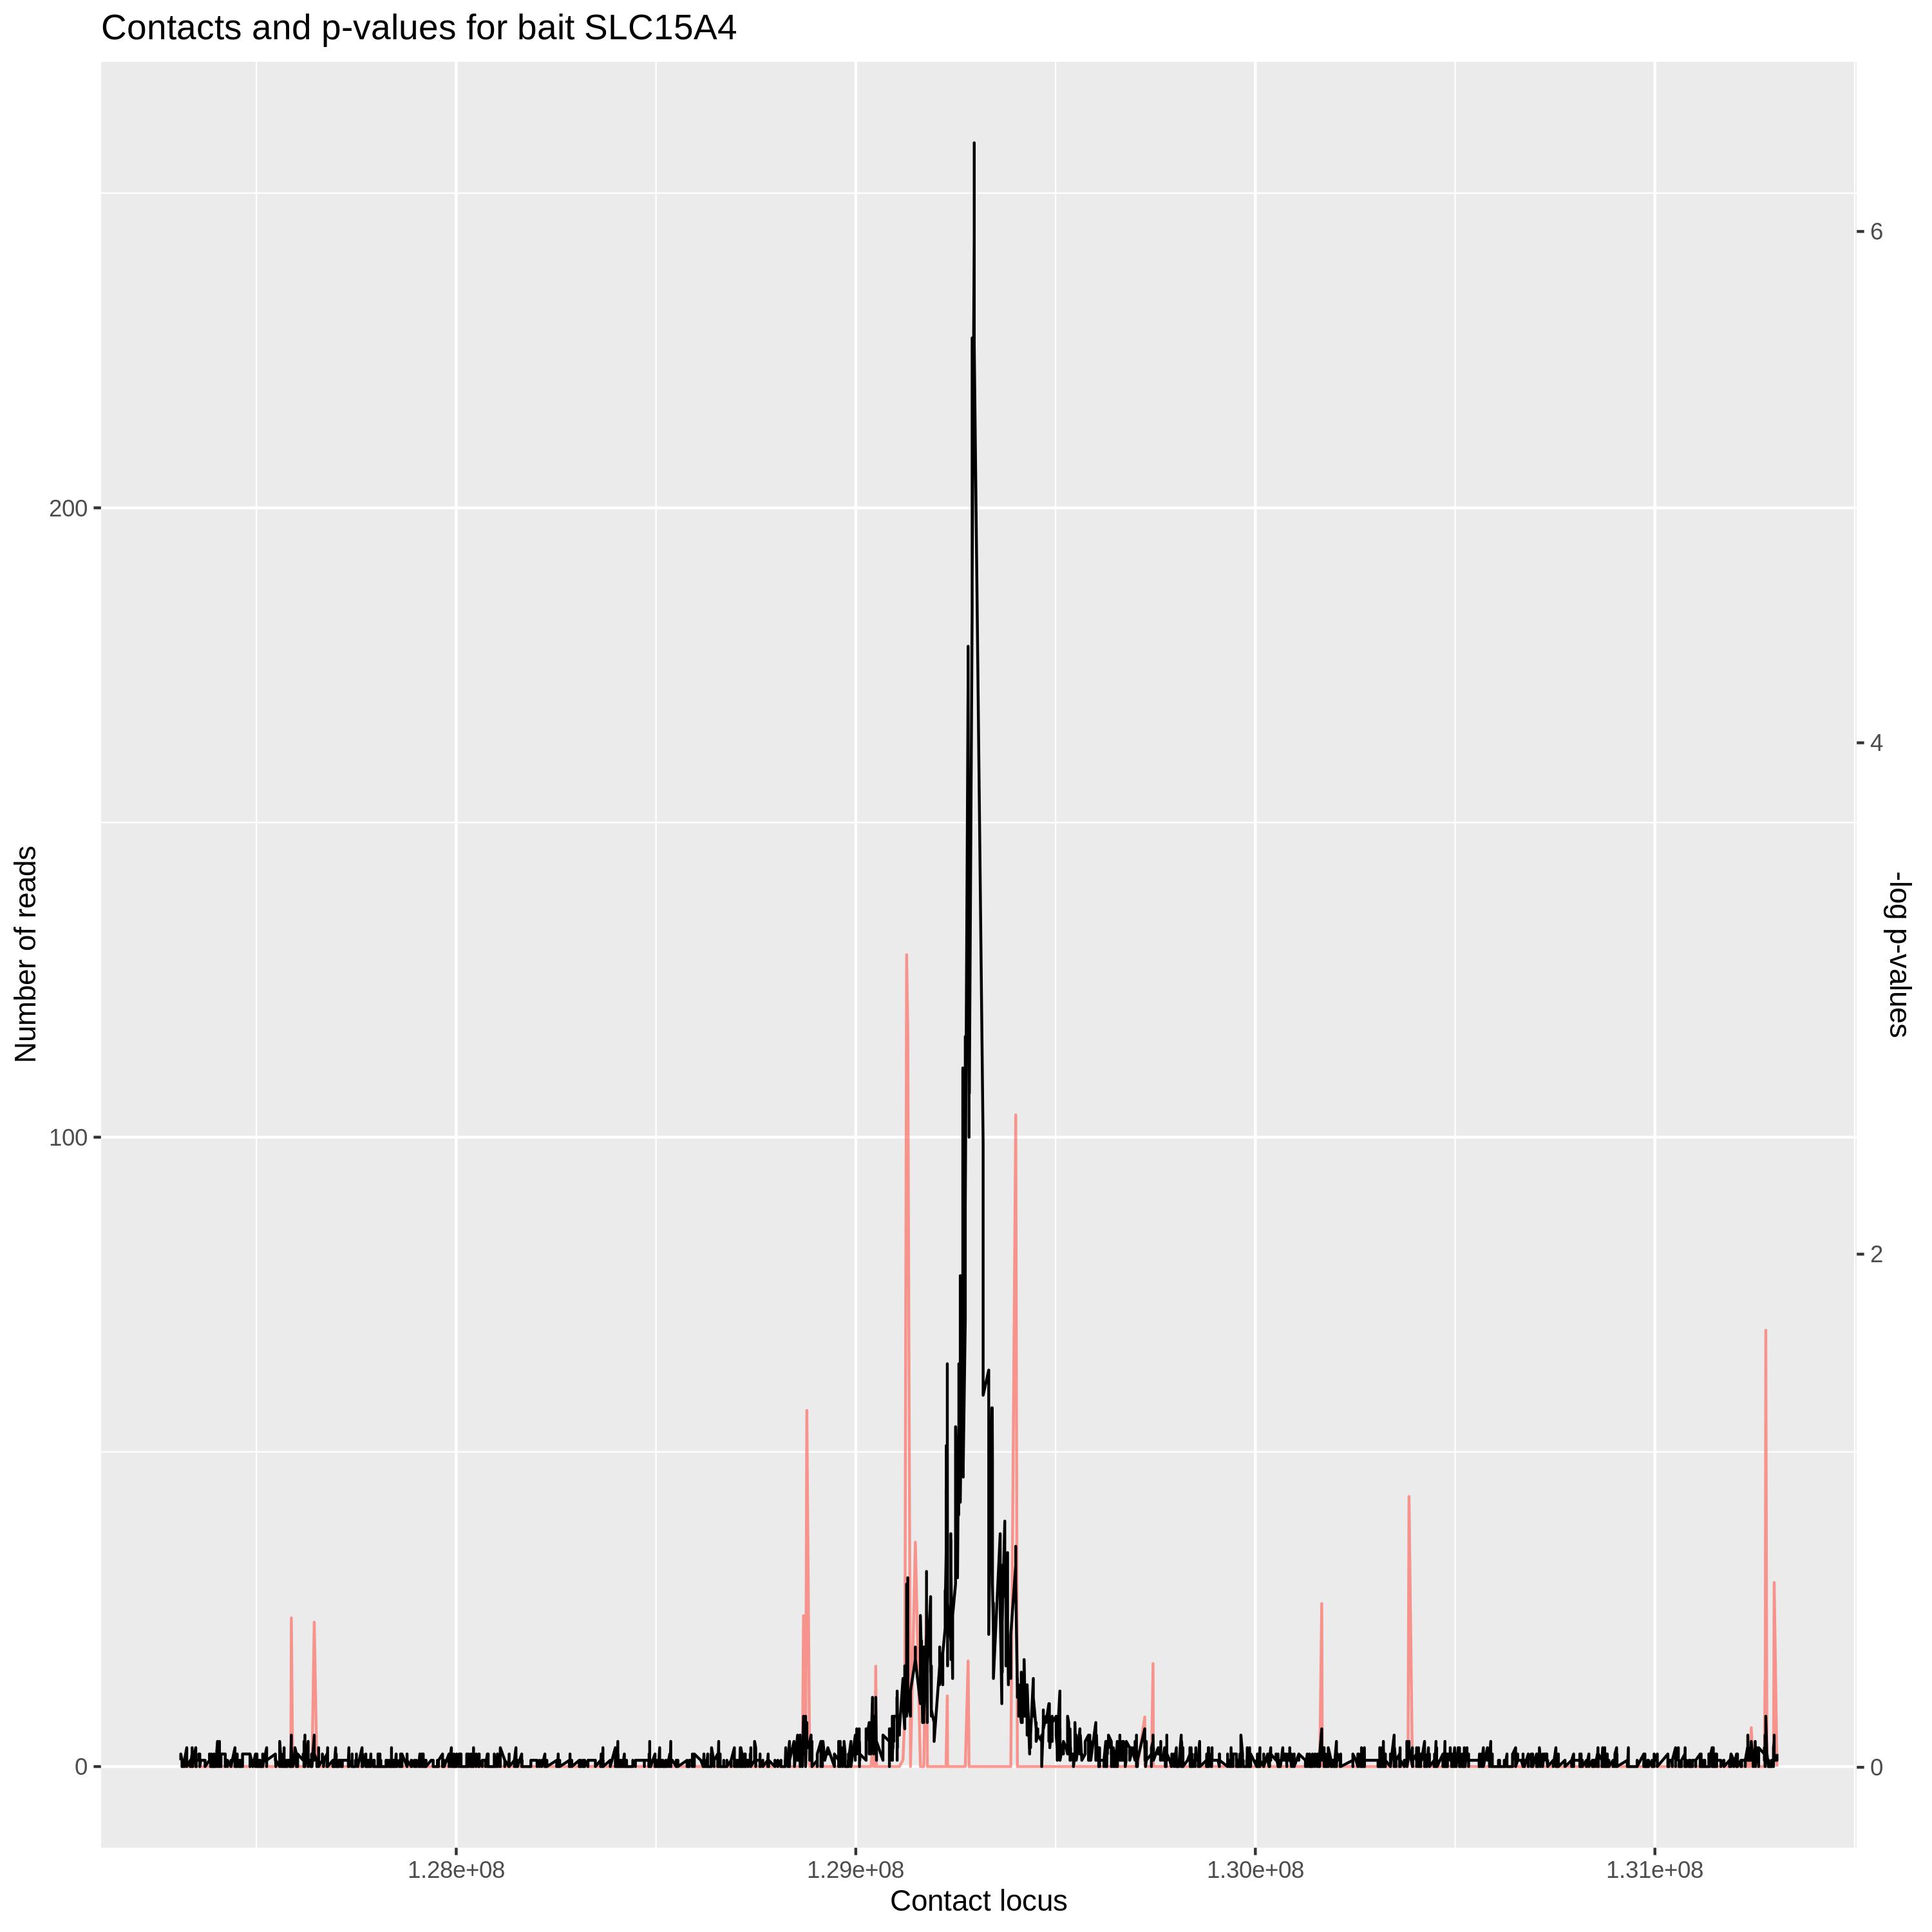 Contacts and p-values for bait SLC15A4
Number of reads
200
100
0
6
4
2
0
-log p-values
1.28e+08
1.29e+08
1.30e+08
1.31e+08
Contact locus